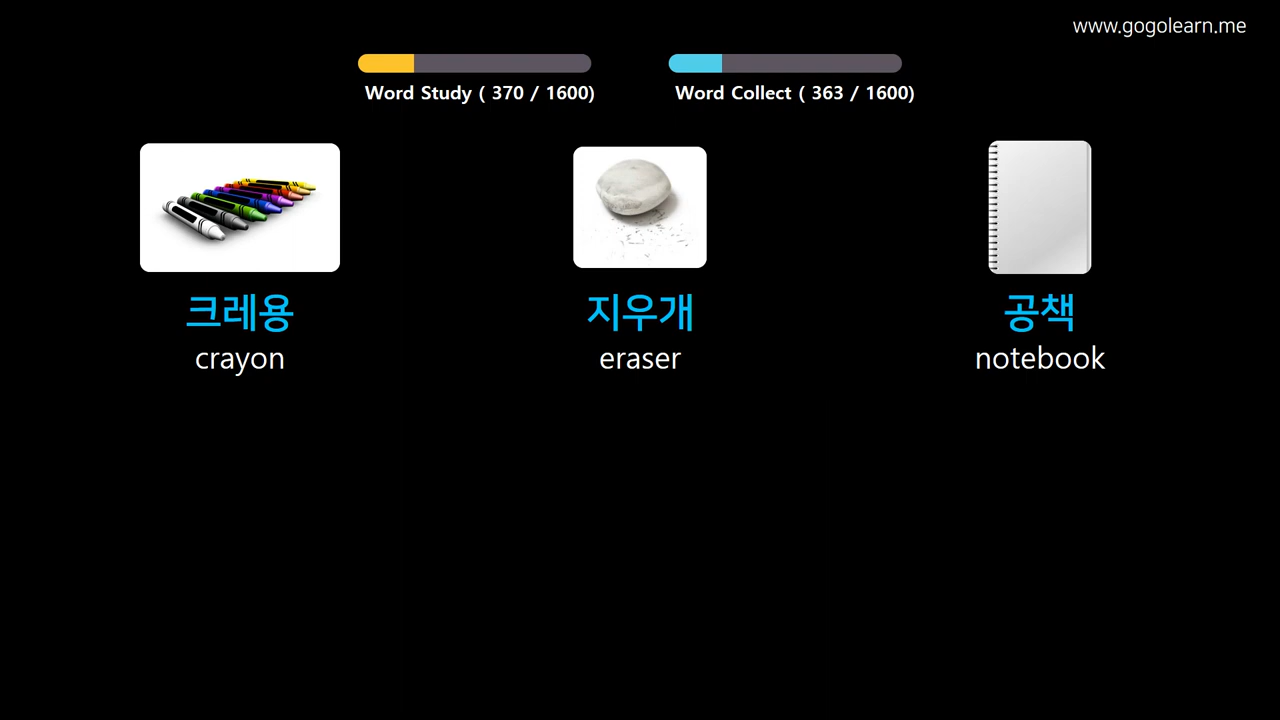 www.gogolearn.me
Word Study ( 370 / 1600)
Word Collect ( 363 / 1600)
크레용
crayon
지우개
eraser
공책
notebook